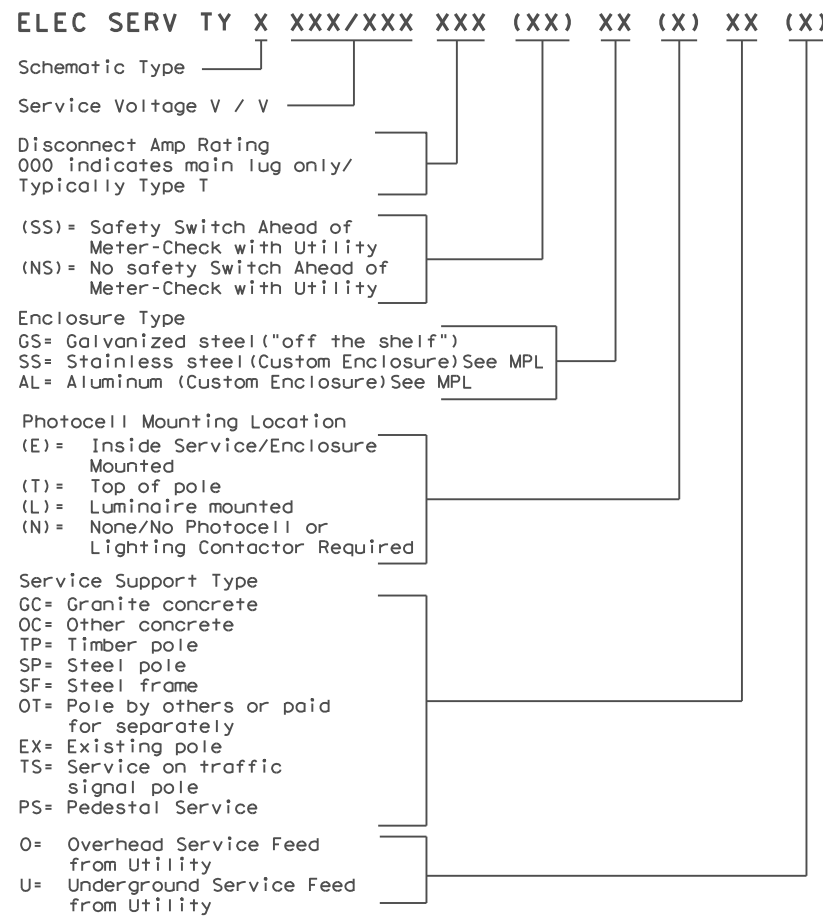 ELEC SERV TY X XXX/XXX XXX (XX) XX (X) XX (X)
Schematic Type
Service Voltage V / V
Disconnect Amp Rating
000 indicates main lug only/
Typically Type T
(SS)= Safety Switch Ahead of
Meter-Check with Utility
(NS)= No safety Switch Ahead of
Meter-Check with Utility
Enclosure Type
GS= Galvanized steel("off the shelf")
SS= Stainless steel(Custom Enclosure)See MPL
AL= Aluminum (Custom Enclosure)See MPL
Photocell Mounting Location
(E)= Inside Service/Enclosure
Mounted
(T)= Top of pole
(L)= Luminaire mounted
(N)= None/No Photocell or
Lighting Contactor Required
Service Support Type
GC= Granite concrete
OC= Other concrete
TP= Timber pole
SP= Steel pole
SF= Steel frame
OT= Pole by others or paid
for separately
EX= Existing pole
TS= Service on traffic
signal pole
PS= Pedestal Service
O= Overhead Service Feed
from Utility
U= Underground Service Feed
from Utility